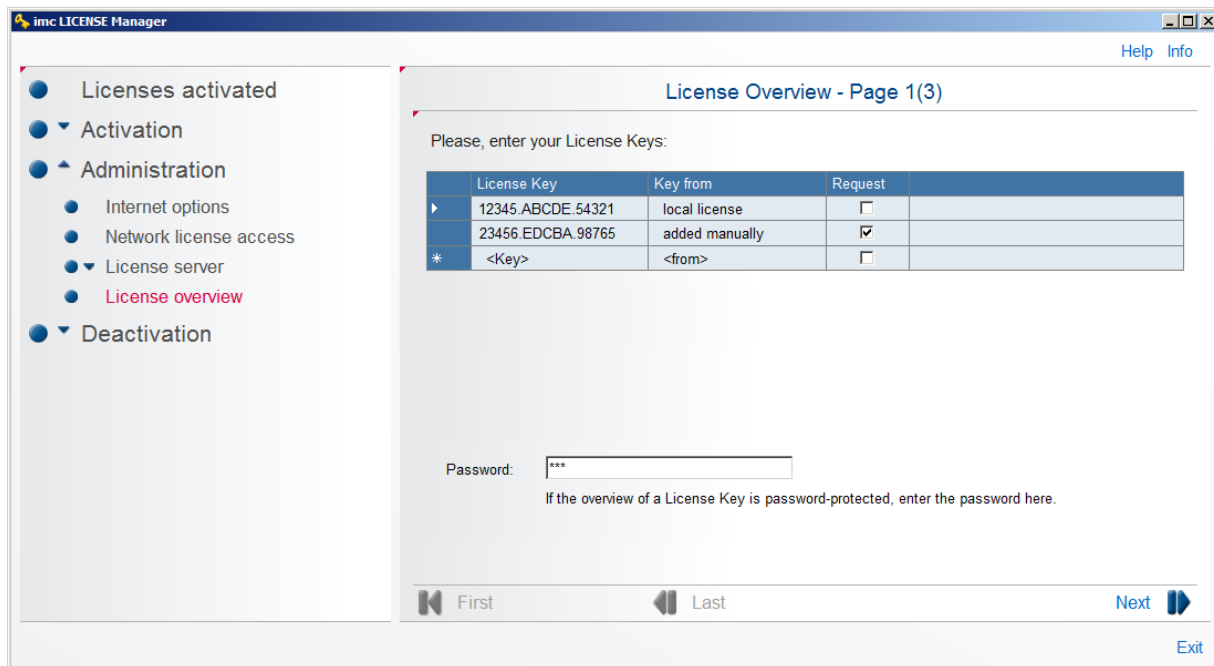 imc LICENSE Manager
Help Info
Licenses activated
Activation
Administration
Internet options
Network license access
License server
License overview
Deactivation
License Overview - Page 1(3)
Please, enter your License Keys:
License Key Key from Request
12345.ABCDE.54321 local license
23456.EDCBA.98765 added manually
* <Key> <from>
Password: ***
If the overview of a License Key is password-protected, enter the password here.
First Last Next
Exit